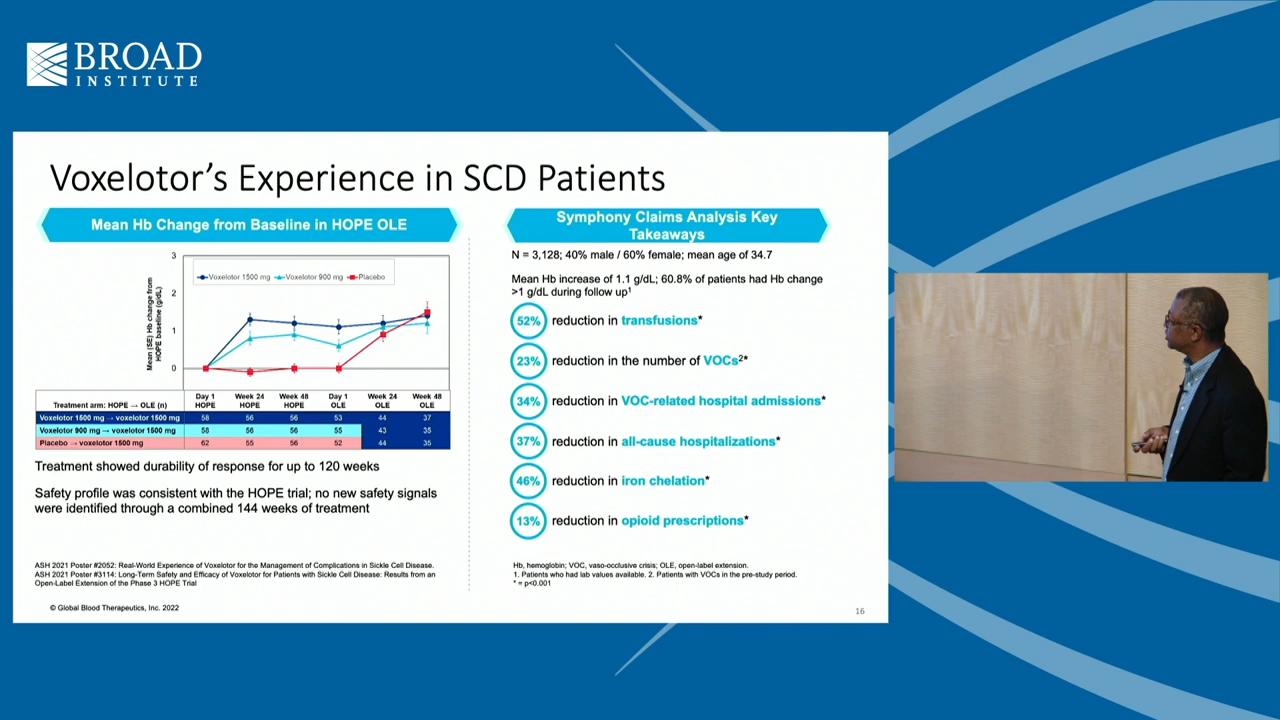 BROAD
INSTITUTE
Voxelotor's Experience in SCD Patients
Mean Hb Change from Baseline in HOPE OLE
Mean (SE) Hb change from
HOPE baseline (g/dL)
3
2
1
0
Voxelotor 1500 mg Voxelotor 900 mg Placebo
Treatment arm: HOPE → OLE (n) Day 1 HOPE Week 24 HOPE Week 48 HOPE Day 1 OLE Week 24 OLE Week 48 OLE
Voxelotor 1500 mg → voxelotor 1500 mg 58 56 56 53 44 37
Voxelotor 900 mg → voxelotor 1500 mg 58 56 56 55 43 35
Placebo → voxelotor 1500 mg 62 55 56 52 44 35
Treatment showed durability of response for up to 120 weeks
Safety profile was consistent with the HOPE trial; no new safety signals
were identified through a combined 144 weeks of treatment
ASH 2021 Poster #2052: Real-World Experience of Voxelotor for the Management of Complications in Sickle Cell Disease.
ASH 2021 Poster #3114: Long-Term Safety and Efficacy of Voxelotor for Patients with Sickle Cell Disease: Results from an
Open-Label Extension of the Phase 3 HOPE Trial
© Global Blood Therapeutics, Inc. 2022
Symphony Claims Analysis Key
Takeaways
N = 3,128; 40% male / 60% female; mean age of 34.7
Mean Hb increase of 1.1 g/dL; 60.8% of patients had Hb change
>1 g/dL during follow up¹
52% reduction in transfusions*
23% reduction in the number of VOCs²*
34% reduction in VOC-related hospital admissions*
37% reduction in all-cause hospitalizations*
46% reduction in iron chelation*
13% reduction in opioid prescriptions*
Hb, hemoglobin; VOC, vaso-occlusive crisis; OLE, open-label extension.
1. Patients who had lab values available. 2. Patients with VOCs in the pre-study period.
* = p<0.001
16